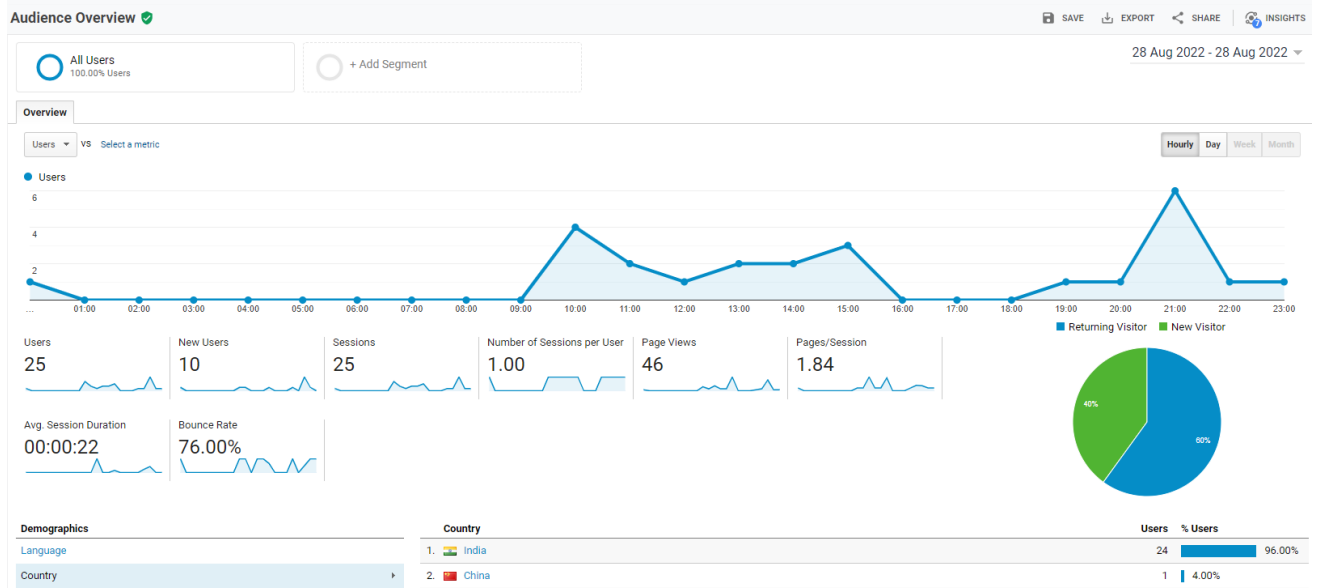 Audience Overview
SAVE EXPORT SHARE INSIGHTS
All Users
100.00% Users
+ Add Segment
28 Aug 2022 - 28 Aug 2022
Overview
Users VS Select a metric
Hourly Day Week Month
Users
6
4
2
... 01:00 02:00 03:00 04:00 05:00 06:00 07:00 08:00 09:00 10:00 11:00 12:00 13:00 14:00 15:00 16:00 17:00 18:00 19:00 20:00 21:00 22:00 23:00
Returning Visitor New Visitor
Users
25
New Users
10
Sessions
25
Number of Sessions per User
1.00
Page Views
46
Pages/Session
1.84
Avg. Session Duration
00:00:22
Bounce Rate
76.00%
40%
60%
Demographics
Language
Country
Country Users % Users
1. India 24 96.00%
2. China 1 4.00%